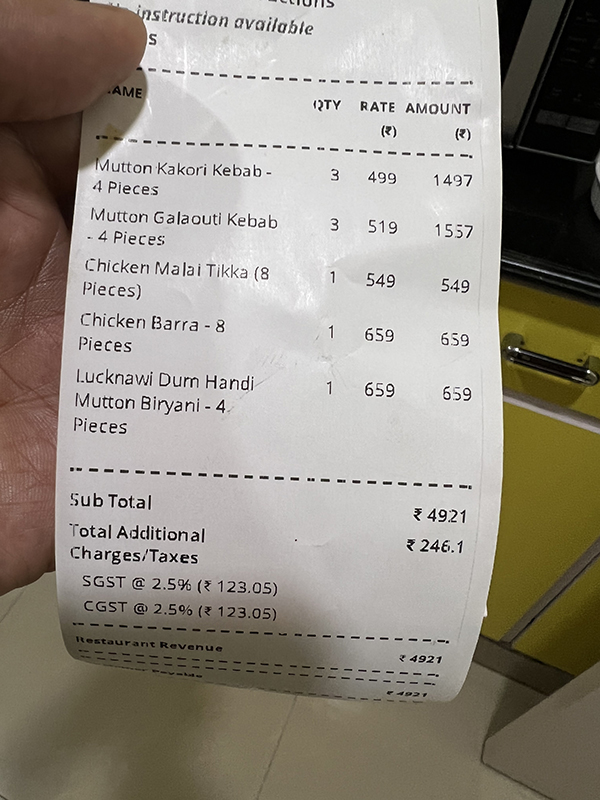 instruction available
QTY RATE AMOUNT
(₹) (₹)
Mutton Kakori Kebab - 3 499 1497
4 Pieces
Mutton Galaouti Kebab 3 519 1557
- 4 Pieces
Chicken Malai Tikka (8 1 549 549
Pieces)
Chicken Barra - 8 1 659 659
Pieces
Lucknawi Dum Handi 1 659 659
Mutton Biryani - 4
Pieces
Sub Total ₹ 4921
Total Additional ₹ 246.1
Charges/Taxes
SGST @ 2.5% (₹ 123.05)
CGST @ 2.5% (₹ 123.05)
Restaurant Revenue ₹ 4921
₹ 4921